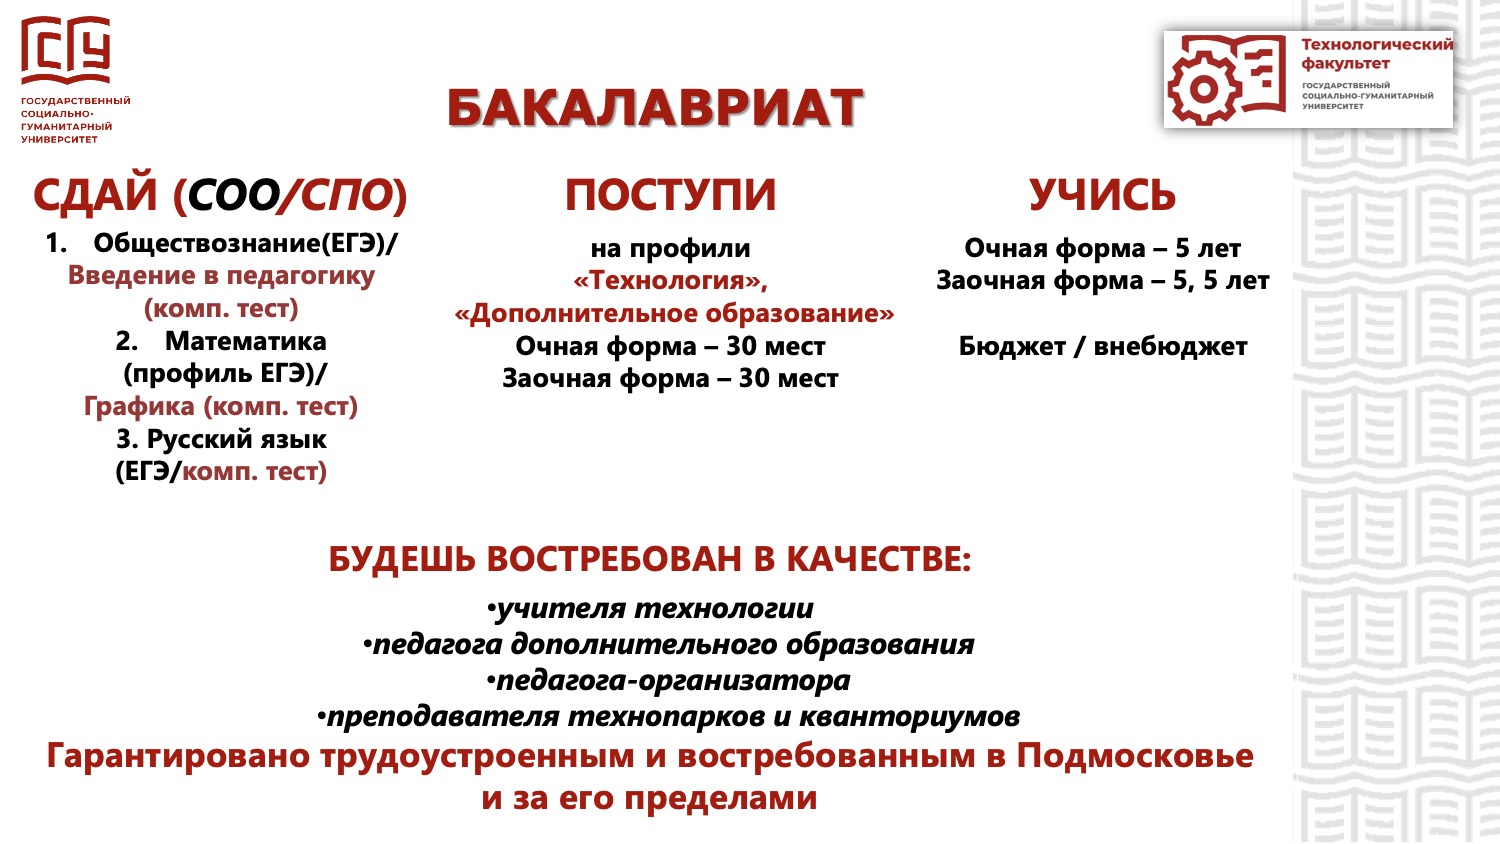 ГСГУ
ГОСУДАРСТВЕННЫЙ
СОЦИАЛЬНО-
ГУМАНИТАРНЫЙ
УНИВЕРСИТЕТ
Технологический
факультет
ГОСУДАРСТВЕННЫЙ
СОЦИАЛЬНО-ГУМАНИТАРНЫЙ
УНИВЕРСИТЕТ
БАКАЛАВРИАТ
СДАЙ (СОО/СПО)
1. Обществознание(ЕГЭ)/
Введение в педагогику
(комп. тест)
2. Математика
(профиль ЕГЭ)/
Графика (комп. тест)
3. Русский язык
(ЕГЭ/комп. тест)
ПОСТУПИ
на профили
«Технология»,
«Дополнительное образование»
Очная форма – 30 мест
Заочная форма – 30 мест
УЧИСЬ
Очная форма – 5 лет
Заочная форма – 5, 5 лет
Бюджет / внебюджет
БУДЕШЬ ВОСТРЕБОВАН В КАЧЕСТВЕ:
•учителя технологии
•педагога дополнительного образования
•педагога-организатора
•преподавателя технопарков и кванториумов
Гарантировано трудоустроенным и востребованным в Подмосковье
и за его пределами